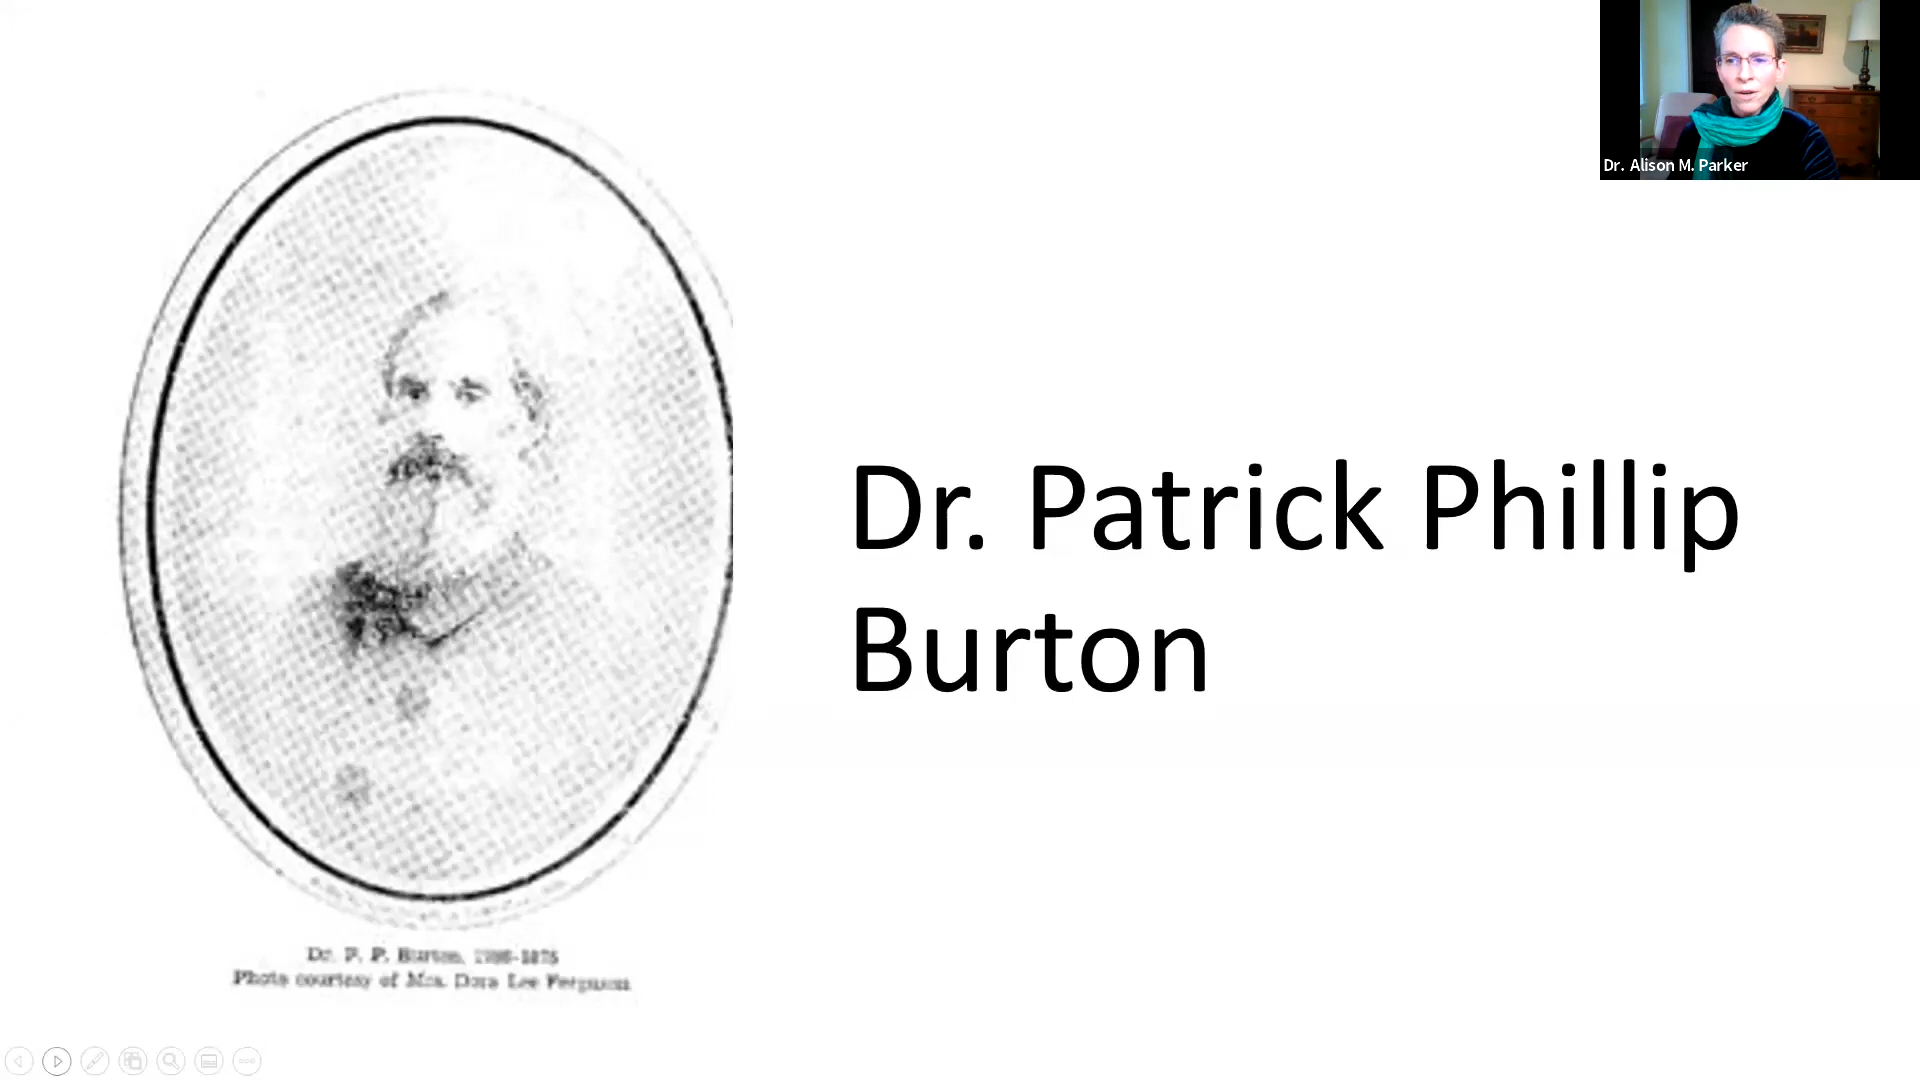 Dr. Alison M. Parker
Dr. Patrick Phillip
Burton
Dr. P. P. Burton,
Photo courtesy of Mrs. Dora Lee Ferguson